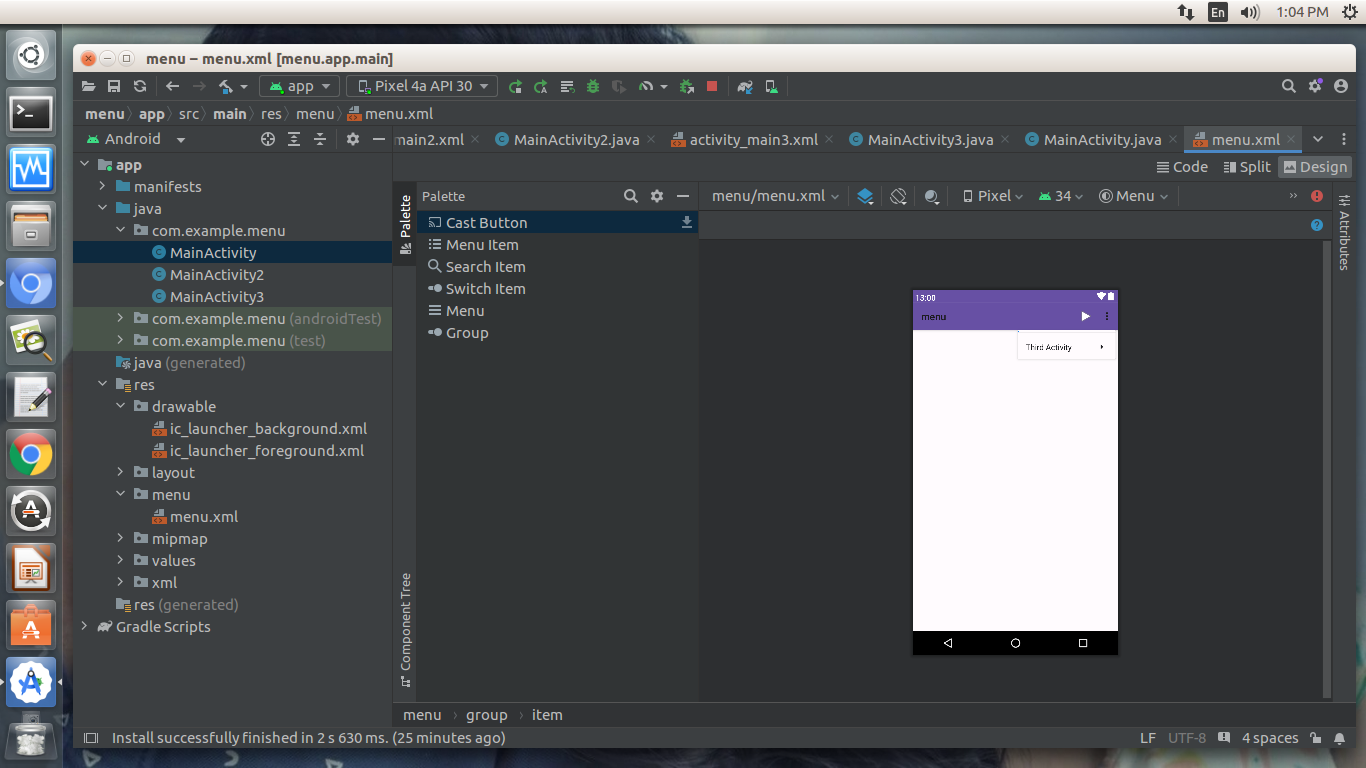 En 1:04 PM
menu – menu.xml [menu.app.main]
app Pixel 4a API 30
menu app src main res menu menu.xml
Android main2.xml MainActivity2.java activity_main3.xml MainActivity3.java MainActivity.java menu.xml
Code Split Design
app
manifests
java
com.example.menu
MainActivity
MainActivity2
MainActivity3
com.example.menu (androidTest)
com.example.menu (test)
java (generated)
res
drawable
ic_launcher_background.xml
ic_launcher_foreground.xml
layout
menu
menu.xml
mipmap
values
xml
res (generated)
Gradle Scripts
Palette
Component Tree
Palette
Cast Button
Menu Item
Search Item
Switch Item
Menu
Group
menu/menu.xml Pixel 34 Menu
Attributes
13:00
menu
Third Activity
menu group item
Install successfully finished in 2 s 630 ms. (25 minutes ago) LF UTF-8 4 spaces